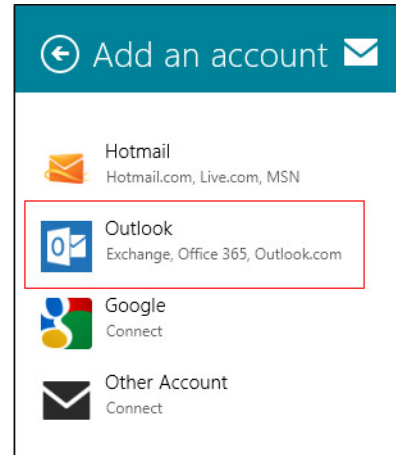 Add an account
Hotmail
Hotmail.com, Live.com, MSN
Outlook
Exchange, Office 365, Outlook.com
Google
Connect
Other Account
Connect